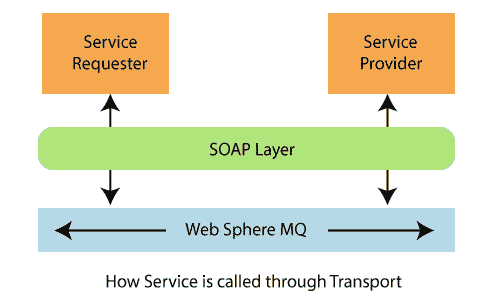 Service
Requester
Service
Provider
SOAP Layer
Web Sphere MQ
How Service is called through Transport